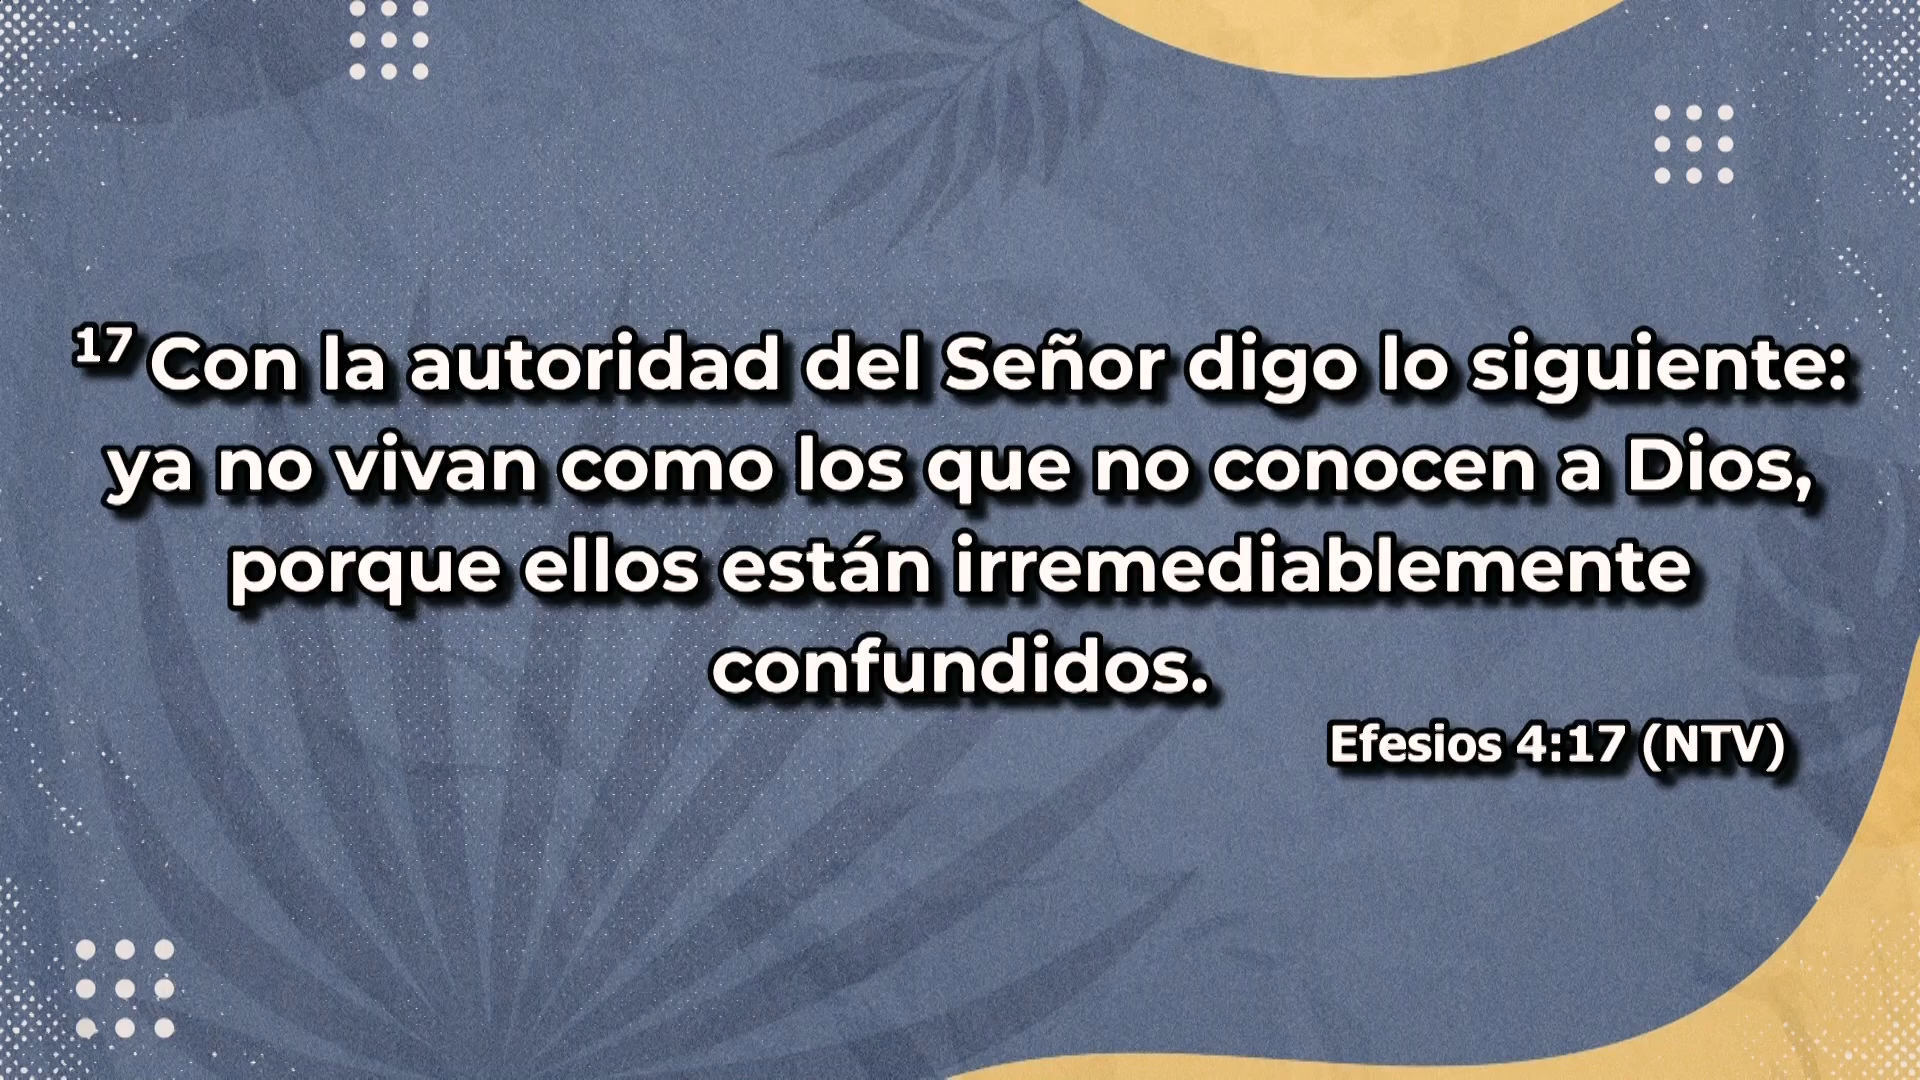 17 Con la autoridad del Señor digo lo siguiente:
ya no vivan como los que no conocen a Dios,
porque ellos están irremediablemente
confundidos.
Efesios 4:17 (NTV)